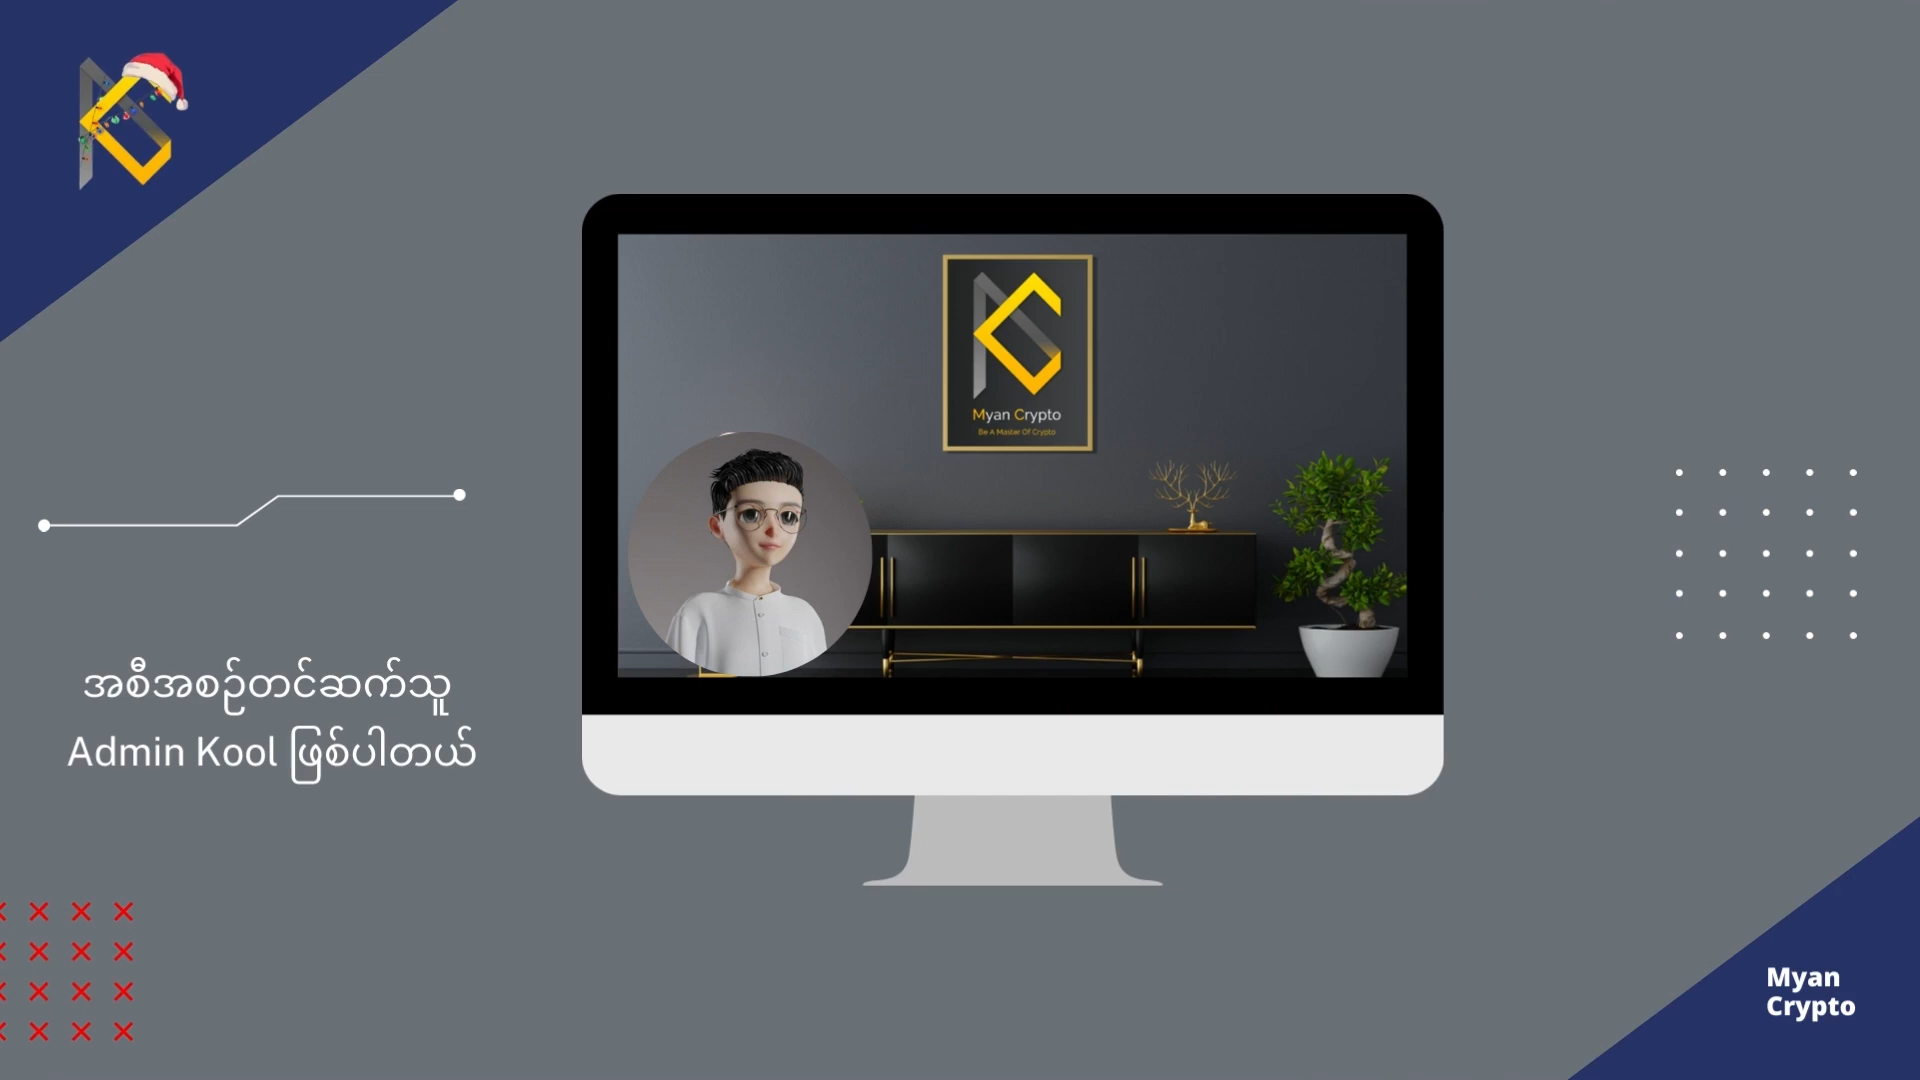 Myan Crypto
Be A Master Of Crypto
အစီအစဉ်တင်ဆက်သူ
Admin Kool ဖြစ်ပါတယ်
Myan
Crypto